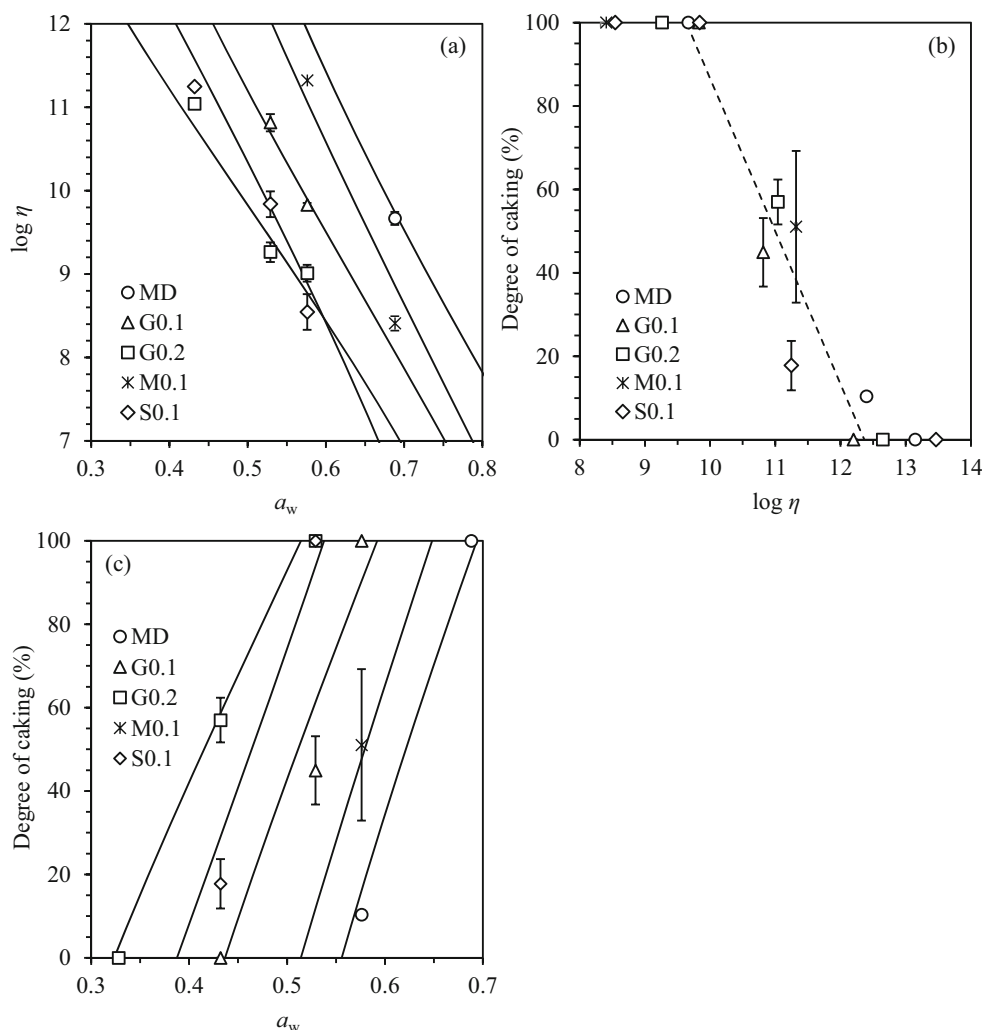 (a)
12
11
10
9
8
7
log η
0.3 0.4 0.5 0.6 0.7 0.8
a_w
MD
G0.1
G0.2
M0.1
S0.1
(b)
100
80
60
40
20
0
Degree of caking (%)
8 9 10 11 12 13 14
log η
MD
G0.1
G0.2
M0.1
S0.1
(c)
100
80
60
40
20
0
Degree of caking (%)
0.3 0.4 0.5 0.6 0.7
a_w
MD
G0.1
G0.2
M0.1
S0.1